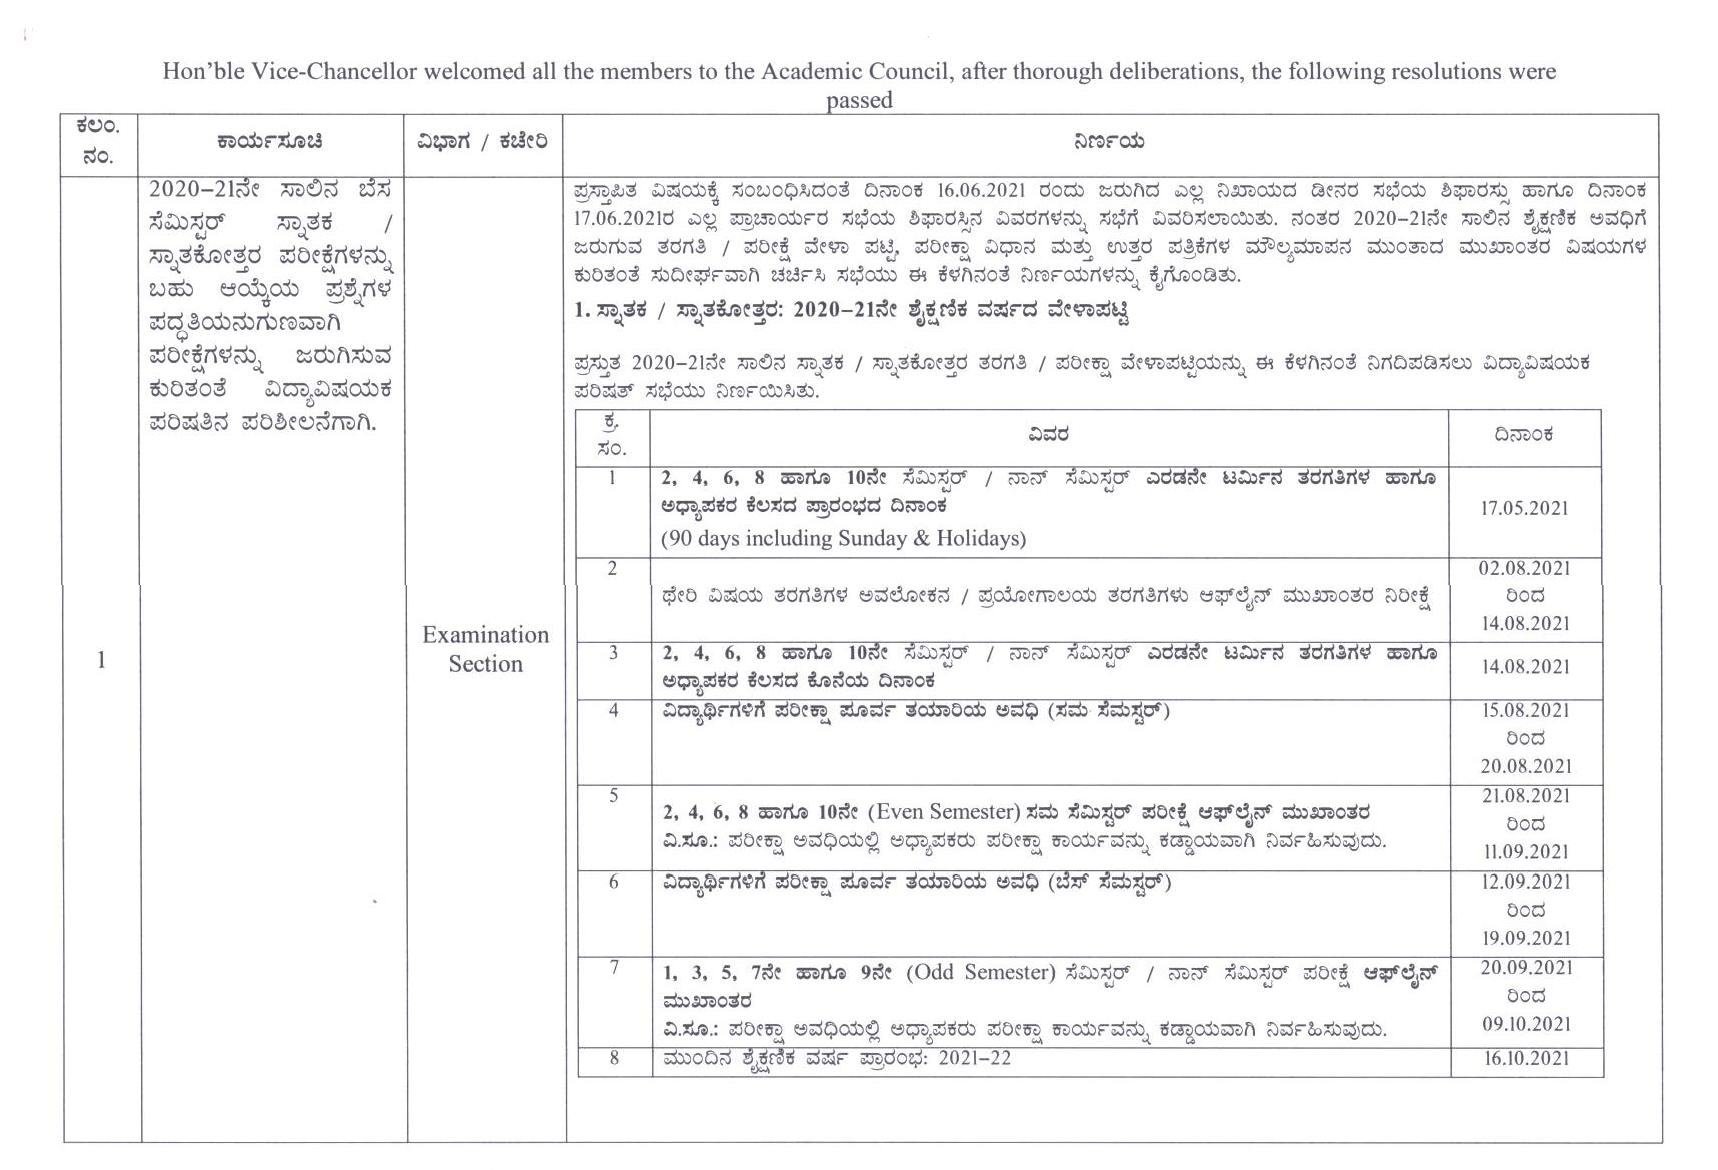 Hon’ble Vice-Chancellor welcomed all the members to the Academic Council, after thorough deliberations, the following resolutions were
passed
ಕಲಂ.
ನಂ.
ಕಾರ್ಯಸೂಚಿ
ವಿಭಾಗ / ಕಚೇರಿ
ನಿರ್ಣಯ
1
2020–21ನೇ ಸಾಲಿನ ಬೆಸ
ಸೆಮಿಸ್ಟರ್ ಸ್ನಾತಕ /
ಸ್ನಾತಕೋತ್ತರ ಪರೀಕ್ಷೆಗಳನ್ನು
ಬಹು ಆಯ್ಕೆಯ ಪ್ರಶ್ನೆಗಳ
ಪದ್ಧತಿಯನುಗುಣವಾಗಿ
ಪರೀಕ್ಷೆಗಳನ್ನು ಜರುಗಿಸುವ
ಕುರಿತಂತೆ ವಿದ್ಯಾವಿಷಯಕ
ಪರಿಷತಿನ ಪರಿಶೀಲನೆಗಾಗಿ.
Examination
Section
ಪ್ರಸ್ತಾಪಿತ ವಿಷಯಕ್ಕೆ ಸಂಬಂಧಿಸಿದಂತೆ ದಿನಾಂಕ 16.06.2021 ರಂದು ಜರುಗಿದ ಎಲ್ಲ ನಿಖಾಯದ ಡೀನರ ಸಭೆಯ ಶಿಫಾರಸ್ಸು ಹಾಗೂ ದಿನಾಂಕ
17.06.2021ರ ಎಲ್ಲ ಪ್ರಾಚಾರ್ಯರ ಸಭೆಯ ಶಿಫಾರಸ್ಸಿನ ವಿವರಗಳನ್ನು ಸಭೆಗೆ ವಿವರಿಸಲಾಯಿತು. ನಂತರ 2020–21ನೇ ಸಾಲಿನ ಶೈಕ್ಷಣಿಕ ಅವಧಿಗೆ
ಜರುಗುವ ತರಗತಿ / ಪರೀಕ್ಷೆ ವೇಳಾ ಪಟ್ಟಿ, ಪರೀಕ್ಷಾ ವಿಧಾನ ಮತ್ತು ಉತ್ತರ ಪತ್ರಿಕೆಗಳ ಮೌಲ್ಯಮಾಪನ ಮುಂತಾದ ಮುಖಾಂತರ ವಿಷಯಗಳ
ಕುರಿತಂತೆ ಸುದೀರ್ಘವಾಗಿ ಚರ್ಚಿಸಿ ಸಭೆಯು ಈ ಕೆಳಗಿನಂತೆ ನಿರ್ಣಯಗಳನ್ನು ಕೈಗೊಂಡಿತು.
1. ಸ್ನಾತಕ / ಸ್ನಾತಕೋತ್ತರ: 2020–21ನೇ ಶೈಕ್ಷಣಿಕ ವರ್ಷದ ವೇಳಾಪಟ್ಟಿ
ಪ್ರಸ್ತುತ 2020–21ನೇ ಸಾಲಿನ ಸ್ನಾತಕ / ಸ್ನಾತಕೋತ್ತರ ತರಗತಿ / ಪರೀಕ್ಷಾ ವೇಳಾಪಟ್ಟಿಯನ್ನು ಈ ಕೆಳಗಿನಂತೆ ನಿಗದಿಪಡಿಸಲು ವಿದ್ಯಾವಿಷಯಕ
ಪರಿಷತ್ ಸಭೆಯು ನಿರ್ಣಯಿಸಿತು.
ಕ್ರ.
ಸಂ.
ವಿವರ
ದಿನಾಂಕ
1
2, 4, 6, 8 ಹಾಗೂ 10ನೇ ಸೆಮಿಸ್ಟರ್ / ನಾನ್ ಸೆಮಿಸ್ಟರ್ ಎರಡನೇ ಟರ್ಮಿನ ತರಗತಿಗಳ ಹಾಗೂ
ಅಧ್ಯಾಪಕರ ಕೆಲಸದ ಪ್ರಾರಂಭದ ದಿನಾಂಕ
(90 days including Sunday & Holidays)
17.05.2021
2
ಥೇರಿ ವಿಷಯ ತರಗತಿಗಳ ಅವಲೋಕನ / ಪ್ರಯೋಗಾಲಯ ತರಗತಿಗಳು ಆಫ್‌ಲೈನ್ ಮುಖಾಂತರ ನಿರೀಕ್ಷೆ
02.08.2021
ರಿಂದ
14.08.2021
3
2, 4, 6, 8 ಹಾಗೂ 10ನೇ ಸೆಮಿಸ್ಟರ್ / ನಾನ್ ಸೆಮಿಸ್ಟರ್ ಎರಡನೇ ಟರ್ಮಿನ ತರಗತಿಗಳ ಹಾಗೂ
ಅಧ್ಯಾಪಕರ ಕೆಲಸದ ಕೊನೆಯ ದಿನಾಂಕ
14.08.2021
4
ವಿದ್ಯಾರ್ಥಿಗಳಿಗೆ ಪರೀಕ್ಷಾ ಪೂರ್ವ ತಯಾರಿಯ ಅವಧಿ (ಸಮ ಸೆಮಸ್ಟರ್)
15.08.2021
ರಿಂದ
20.08.2021
5
2, 4, 6, 8 ಹಾಗೂ 10ನೇ (Even Semester) ಸಮ ಸೆಮಿಸ್ಟರ್ ಪರೀಕ್ಷೆ ಆಫ್‌ಲೈನ್ ಮುಖಾಂತರ
ವಿ.ಸೂ.: ಪರೀಕ್ಷಾ ಅವಧಿಯಲ್ಲಿ ಅಧ್ಯಾಪಕರು ಪರೀಕ್ಷಾ ಕಾರ್ಯವನ್ನು ಕಡ್ಡಾಯವಾಗಿ ನಿರ್ವಹಿಸುವುದು.
21.08.2021
ರಿಂದ
11.09.2021
6
ವಿದ್ಯಾರ್ಥಿಗಳಿಗೆ ಪರೀಕ್ಷಾ ಪೂರ್ವ ತಯಾರಿಯ ಅವಧಿ (ಬೆಸ್ ಸೆಮಸ್ಟರ್)
12.09.2021
ರಿಂದ
19.09.2021
7
1, 3, 5, 7ನೇ ಹಾಗೂ 9ನೇ (Odd Semester) ಸೆಮಿಸ್ಟರ್ / ನಾನ್ ಸೆಮಿಸ್ಟರ್ ಪರೀಕ್ಷೆ ಆಫ್‌ಲೈನ್
ಮುಖಾಂತರ
ವಿ.ಸೂ.: ಪರೀಕ್ಷಾ ಅವಧಿಯಲ್ಲಿ ಅಧ್ಯಾಪಕರು ಪರೀಕ್ಷಾ ಕಾರ್ಯವನ್ನು ಕಡ್ಡಾಯವಾಗಿ ನಿರ್ವಹಿಸುವುದು.
20.09.2021
ರಿಂದ
09.10.2021
8
ಮುಂದಿನ ಶೈಕ್ಷಣಿಕ ವರ್ಷ ಪ್ರಾರಂಭ: 2021–22
16.10.2021